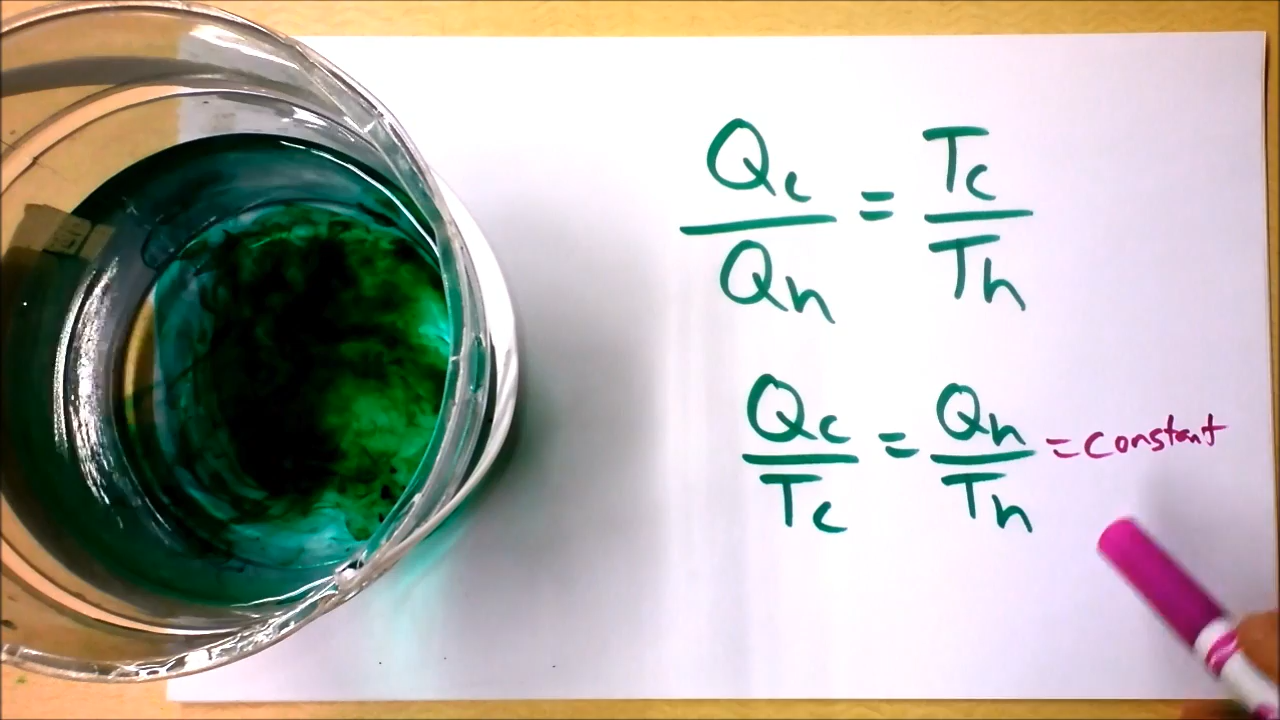 Qc/Qh = Tc/Th
Qc/Tc = Qh/Th = constant